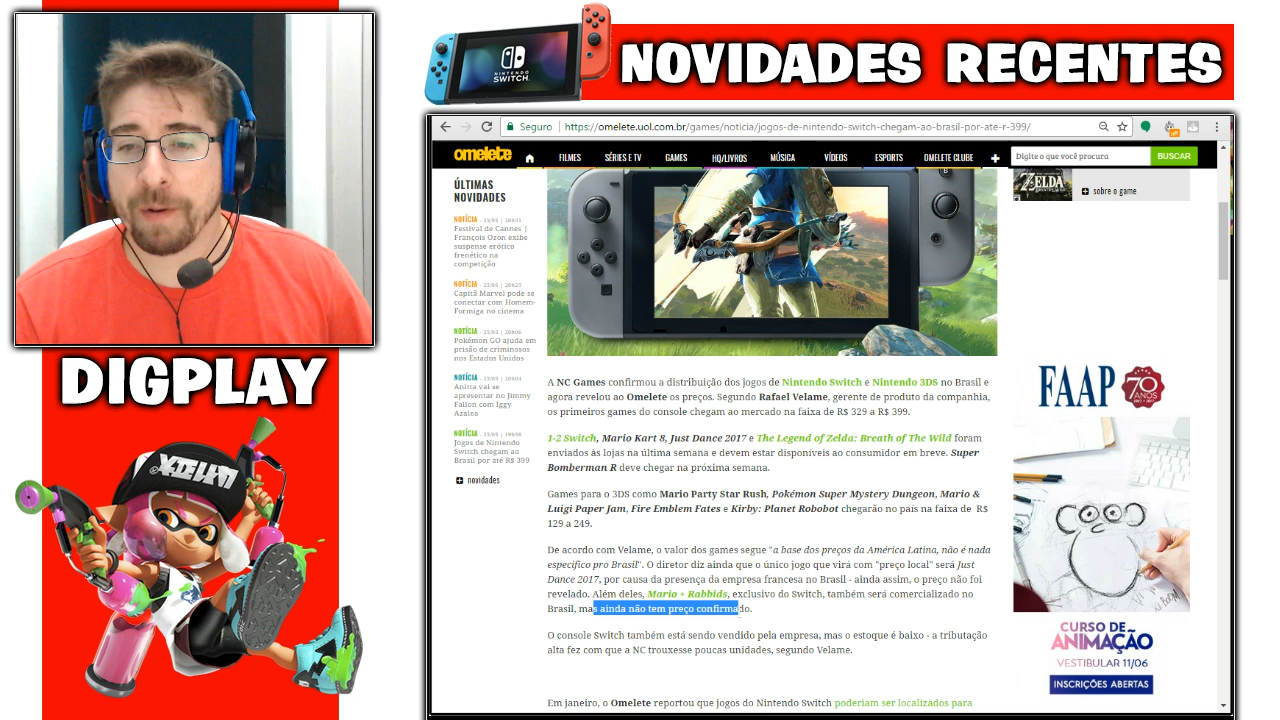 NOVIDADES RECENTES
NINTENDO
SWITCH
DIGPLAY
Seguro
https://omelete.uol.com.br/games/noticia/jogos-de-nintendo-switch-chegam-ao-brasil-por-ate-r-399/
off
omelete
FILMES
SÉRIES E TV
GAMES
HQ/LIVROS
MÚSICA
VÍDEOS
ESPORTS
OMELETE CLUBE
Digite o que você procura
BUSCAR
ÚLTIMAS
NOVIDADES
Festival de Cannes |
François Ozon exibe
suspense erótico
frenético na
competição
NOTÍCIA
Capitã Marvel pode se
conectar com Homem-
Formiga no cinema
NOTÍCIA
Pokémon GO ajuda em
prisão de criminosos
nos Estados Unidos
NOTÍCIA
Anitta vai se
apresentar no Jimmy
Fallon com Iggy
Azalea
NOTÍCIA
Jogos de Nintendo
Switch chegam ao
Brasil por até R$ 399
novidades
B
ZELDA
sobre o game
A NC Games confirmou a distribuição dos jogos de Nintendo Switch e Nintendo 3DS no Brasil e
agora revelou ao Omelete os preços. Segundo Rafael Velame, gerente de produto da companhia,
os primeiros games do console chegam ao mercado na faixa de R$ 329 a R$ 399.
1-2 Switch, Mario Kart 8, Just Dance 2017 e The Legend of Zelda: Breath of The Wild foram
enviados às lojas na última semana e devem estar disponíveis ao consumidor em breve. Super
Bomberman R deve chegar na próxima semana.
Games para o 3DS como Mario Party Star Rush, Pokémon Super Mystery Dungeon, Mario &
Luigi Paper Jam, Fire Emblem Fates e Kirby: Planet Robobot chegarão no país na faixa de R$
129 a 249.
De acordo com Velame, o valor dos games segue "a base dos preços da América Latina, não é nada
específico pro Brasil". O diretor diz ainda que o único jogo que virá com "preço local" será Just
Dance 2017, por causa da presença da empresa francesa no Brasil - ainda assim, o preço não foi
revelado. Além deles, Mario + Rabbids, exclusivo do Switch, também será comercializado no
Brasil, mas ainda não tem preço confirmado.
O console Switch também está sendo vendido pela empresa, mas o estoque é baixo - a tributação
alta fez com que a NC trouxesse poucas unidades, segundo Velame.
Em janeiro, o Omelete reportou que jogos do Nintendo Switch poderiam ser localizados para
FAAP
70
ANOS
CURSO DE
ANIMAÇÃO
VESTIBULAR 11/06
INSCRIÇÕES ABERTAS